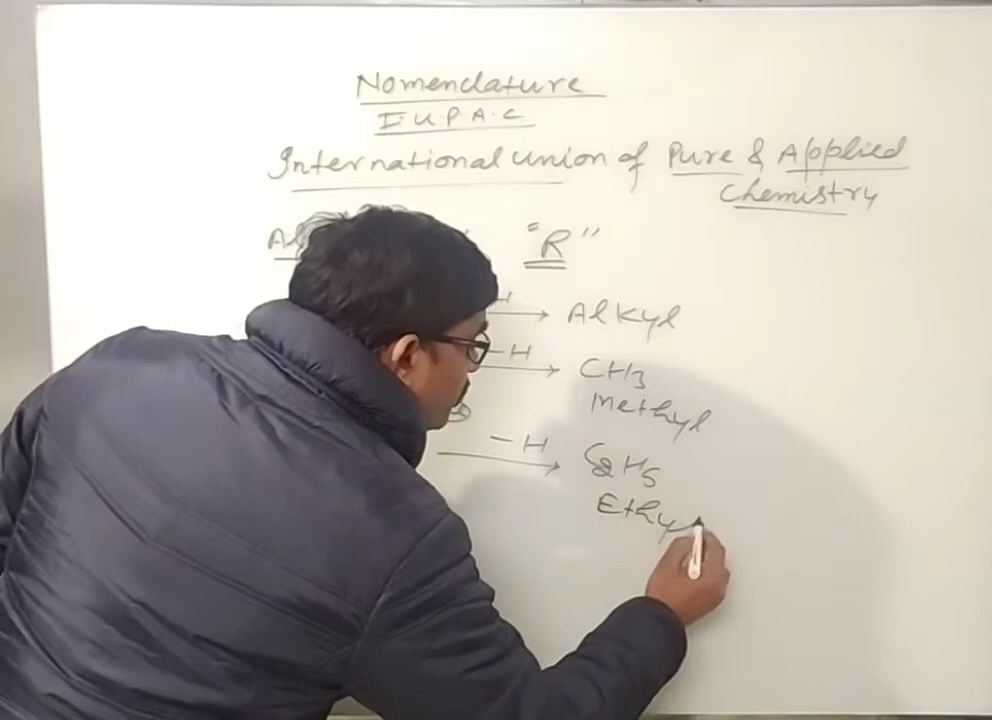 Nomenclature
I.U.P.A.C
International Union of Pure & Applied
Chemistry
"R"
H → Alkyl
-H → CH3
Methyl
-H → C2H5
Ethyl